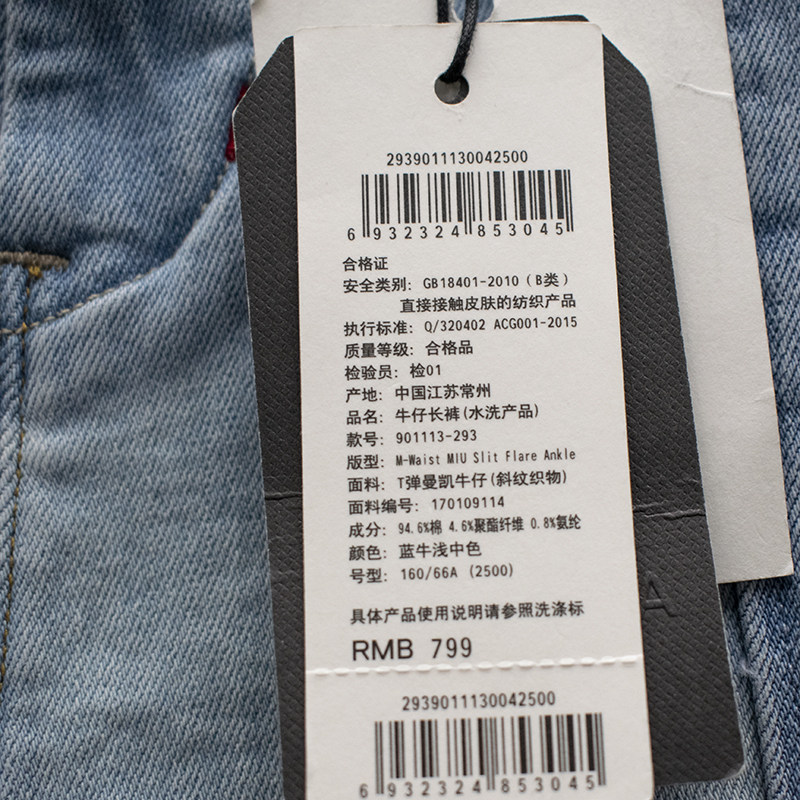 2939011130042500
6 932324 853045
合格证
安全类别: GB18401-2010 (B类)
直接接触皮肤的纺织产品
执行标准: Q/320402 ACG001-2015
质量等级: 合格品
检验员: 检01
产地: 中国江苏常州
品名: 牛仔长裤(水洗产品)
款号: 901113-293
版型: M-Waist MIU Slit Flare Ankle
面料: T弹曼凯牛仔(斜纹织物)
面料编号: 170109114
成分: 94.6%棉 4.6%聚酯纤维 0.8%氨纶
颜色: 蓝牛浅中色
号型: 160/66A (2500)
具体产品使用说明请参照洗涤标
RMB 799
2939011130042500
6 932324 853045
A